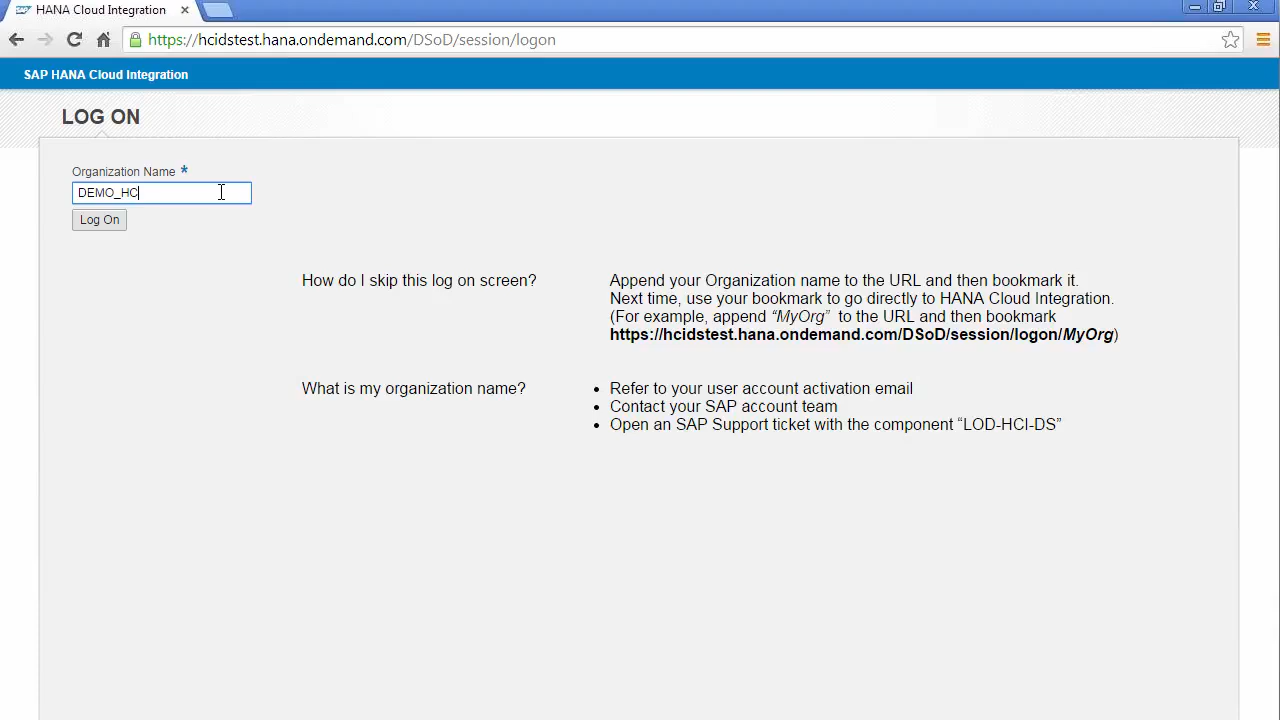 HANA Cloud Integration
https://hcidstest.hana.ondemand.com/DSoD/session/logon
SAP HANA Cloud Integration
LOG ON
Organization Name *
DEMO_HC
Log On
How do I skip this log on screen?
Append your Organization name to the URL and then bookmark it.
Next time, use your bookmark to go directly to HANA Cloud Integration.
(For example, append “MyOrg” to the URL and then bookmark
https://hcidstest.hana.ondemand.com/DSoD/session/logon/MyOrg)
What is my organization name?
• Refer to your user account activation email
• Contact your SAP account team
• Open an SAP Support ticket with the component “LOD-HCI-DS”